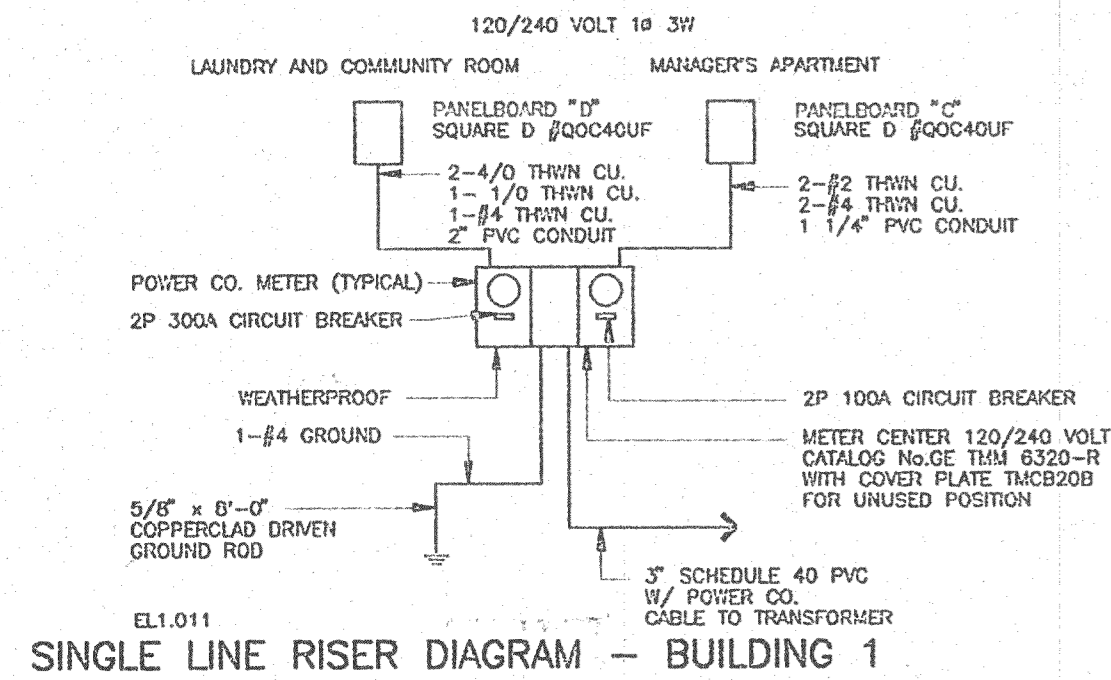 120/240 VOLT 1ø 3W
LAUNDRY AND COMMUNITY ROOM
MANAGER'S APARTMENT
PANELBOARD "D"
SQUARE D #QOC40UF
PANELBOARD "C"
SQUARE D #QOC40UF
2-4/0 THWN CU.
1- 1/0 THWN CU.
1-#4 THWN CU.
2" PVC CONDUIT
2-#2 THWN CU.
2-#4 THWN CU.
1 1/4" PVC CONDUIT
POWER CO. METER (TYPICAL)
2P 300A CIRCUIT BREAKER
WEATHERPROOF
1-#4 GROUND
5/8" x 8'-0"
COPPERCLAD DRIVEN
GROUND ROD
2P 100A CIRCUIT BREAKER
METER CENTER 120/240 VOLT
CATALOG No.GE TMM 6320-R
WITH COVER PLATE TMCB20B
FOR UNUSED POSITION
3" SCHEDULE 40 PVC
W/ POWER CO.
CABLE TO TRANSFORMER
EL1.011
SINGLE LINE RISER DIAGRAM - BUILDING 1